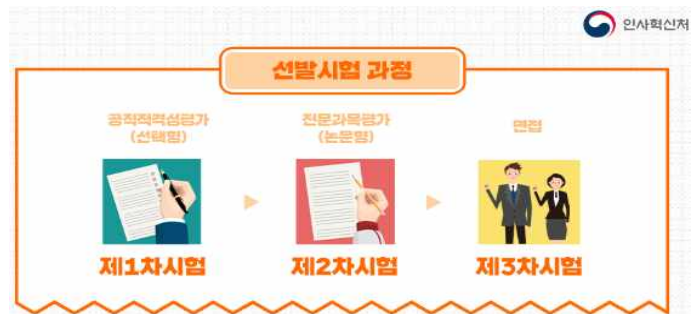 인사혁신처
선발시험 과정
공직적격성평가
(선택형)
전문과목평가
(논문형)
면접
제1차시험
제2차시험
제3차시험